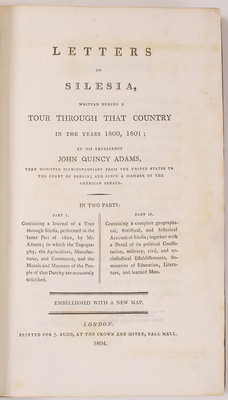 LETTERS
ON
SILESIA,
WRITTEN DURING A
TOUR THROUGH THAT COUNTRY
IN THE YEARS 1800, 1801;
BY HIS EXCELLENCY
JOHN QUINCY ADAMS,
THEN MINISTER PLENIPOTENTIARY FROM THE UNITED STATES TO
THE COURT OF BERLIN; AND SINCE A MEMBER OF THE
AMERICAN SENATE.
IN TWO PARTS:
PART I.
Containing a Journal of a Tour
through Silesia, performed in the
latter Part of 1800, by Mr.
Adams; in which the Topogra-
phy, the Agriculture, Manufac-
tures, and Commerce, and the
Morals and Manners of the People
of that Dutchy are accurately
described.
PART II.
Containing a complete geographi-
cal, statistical, and historical
Account of Silesia; together with
a Detail of its political Consti-
tution, military, civil, and ec-
clesiastical Establishments, Se-
minaries of Education, Litera-
ture, and learned Men.
EMBELLISHED WITH A NEW MAP.
LONDON:
PRINTED FOR J. BUDD, AT THE CROWN AND MITRE, PALL MALL.
1804.